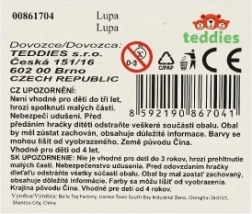 00861704 Lupa
Lupa
teddies
Dovozce/Dovozca:
TEDDIES s.r.o.
Česká 151/16
602 00 Brno
CZECH REPUBLIC
0-3
C/PAP
8 592190 867041
CZ UPOZORNĚNÍ:
Není vhodné pro děti do tří let,
hrozí spolknutí malých částí.
Nebezpečí udušení. Před
předáním hračky dítěti odstraňte veškeré součásti obalu. Obal
by měl zůstat zachován, obsahuje důležité informace. Barvy se
mohou lišit od vyobrazení. Země původu Čína.
Vhodné pro děti od 4 let.
SK UPOZORNENIE: Nie je vhodné pre deti do 3 rokov, hrozí prehltnutie
malých častí. Nebezpečenstvo udusenia. Pred odovzdaním hračky
dieťaťu odstráňte všetky súčasti obalu. Obal by mal zostať
zachovaný, obsahuje dôležité informácie. Farby sa môžu líšiť od vyobrazenia.
Krajina pôvodu Čína. Vhodné pre deti od 4 rokov.